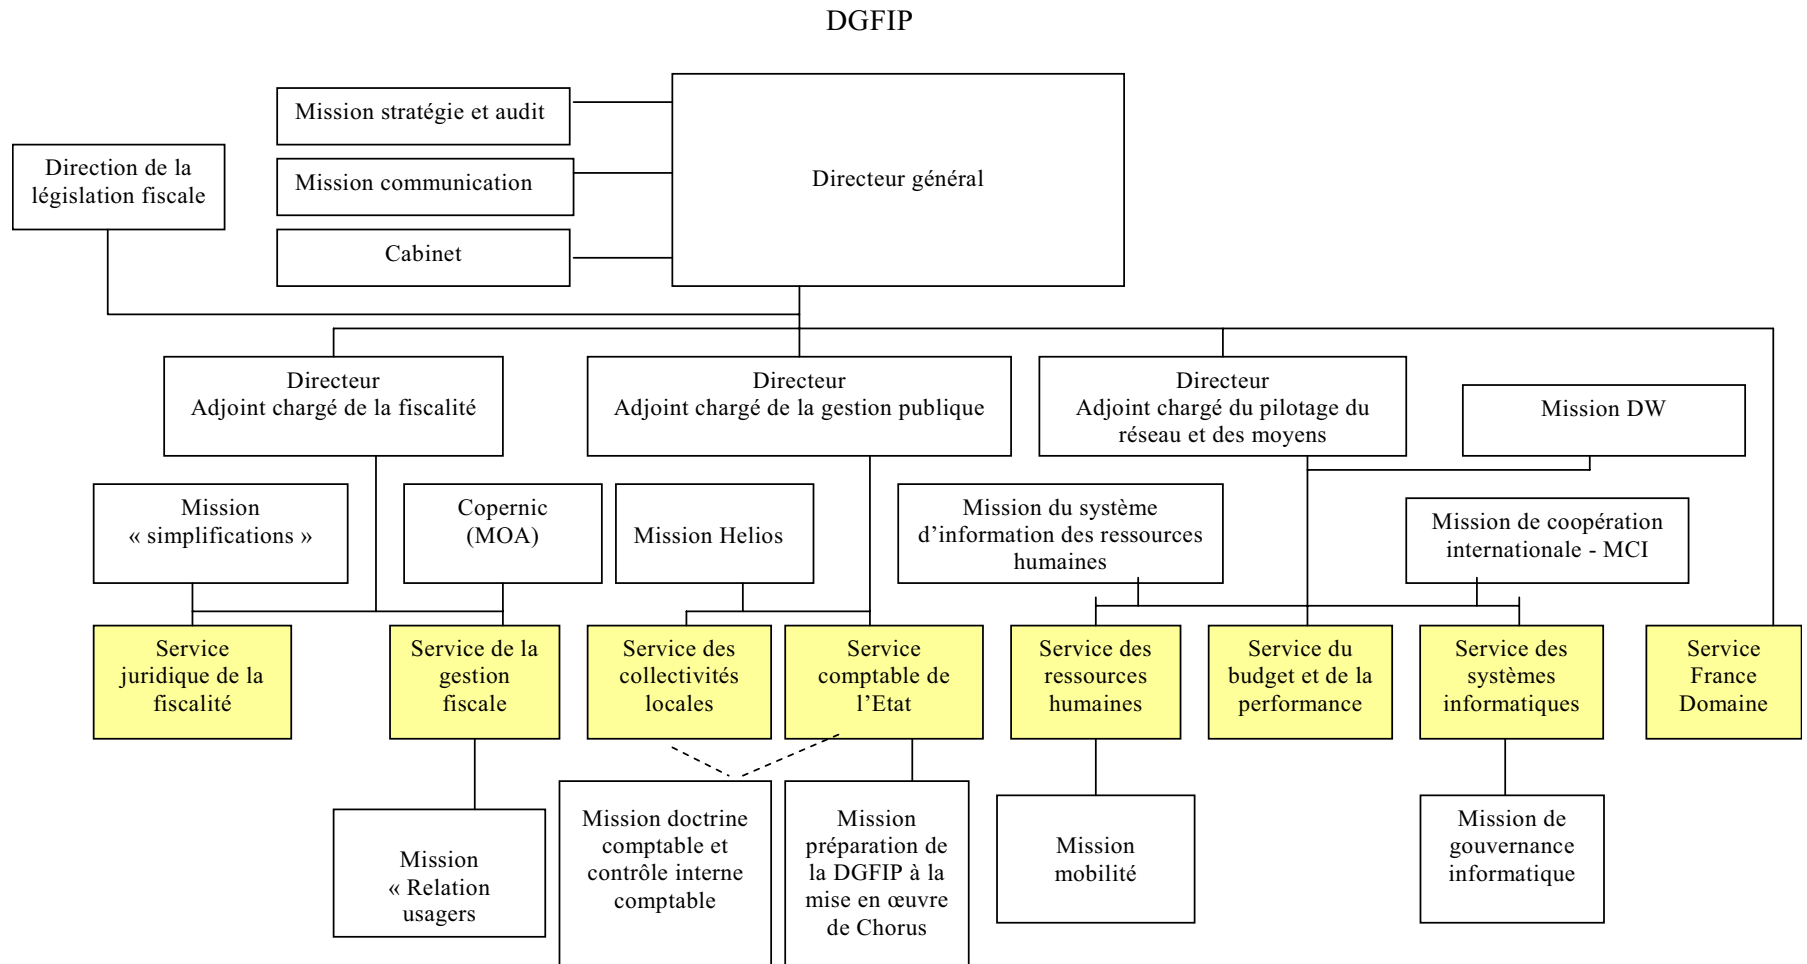 DGFIP
Mission stratégie et audit
Direction de la
législation fiscale
Mission communication
Directeur général
Cabinet
Directeur
Adjoint chargé de la fiscalité
Directeur
Adjoint chargé de la gestion publique
Directeur
Adjoint chargé du pilotage du
réseau et des moyens
Mission DW
Mission
« simplifications »
Copernic
(MOA)
Mission Helios
Mission du système
d’information des ressources
humaines
Mission de coopération
internationale - MCI
Service
juridique de la
fiscalité
Service de la
gestion
fiscale
Service des
collectivités
locales
Service
comptable de
l’Etat
Service des
ressources
humaines
Service du
budget et de la
performance
Service des
systèmes
informatiques
Service
France
Domaine
Mission
« Relation
usagers
Mission doctrine
comptable et
contrôle interne
comptable
Mission
préparation de
la DGFIP à la
mise en œuvre
de Chorus
Mission
mobilité
Mission de
gouvernance
informatique